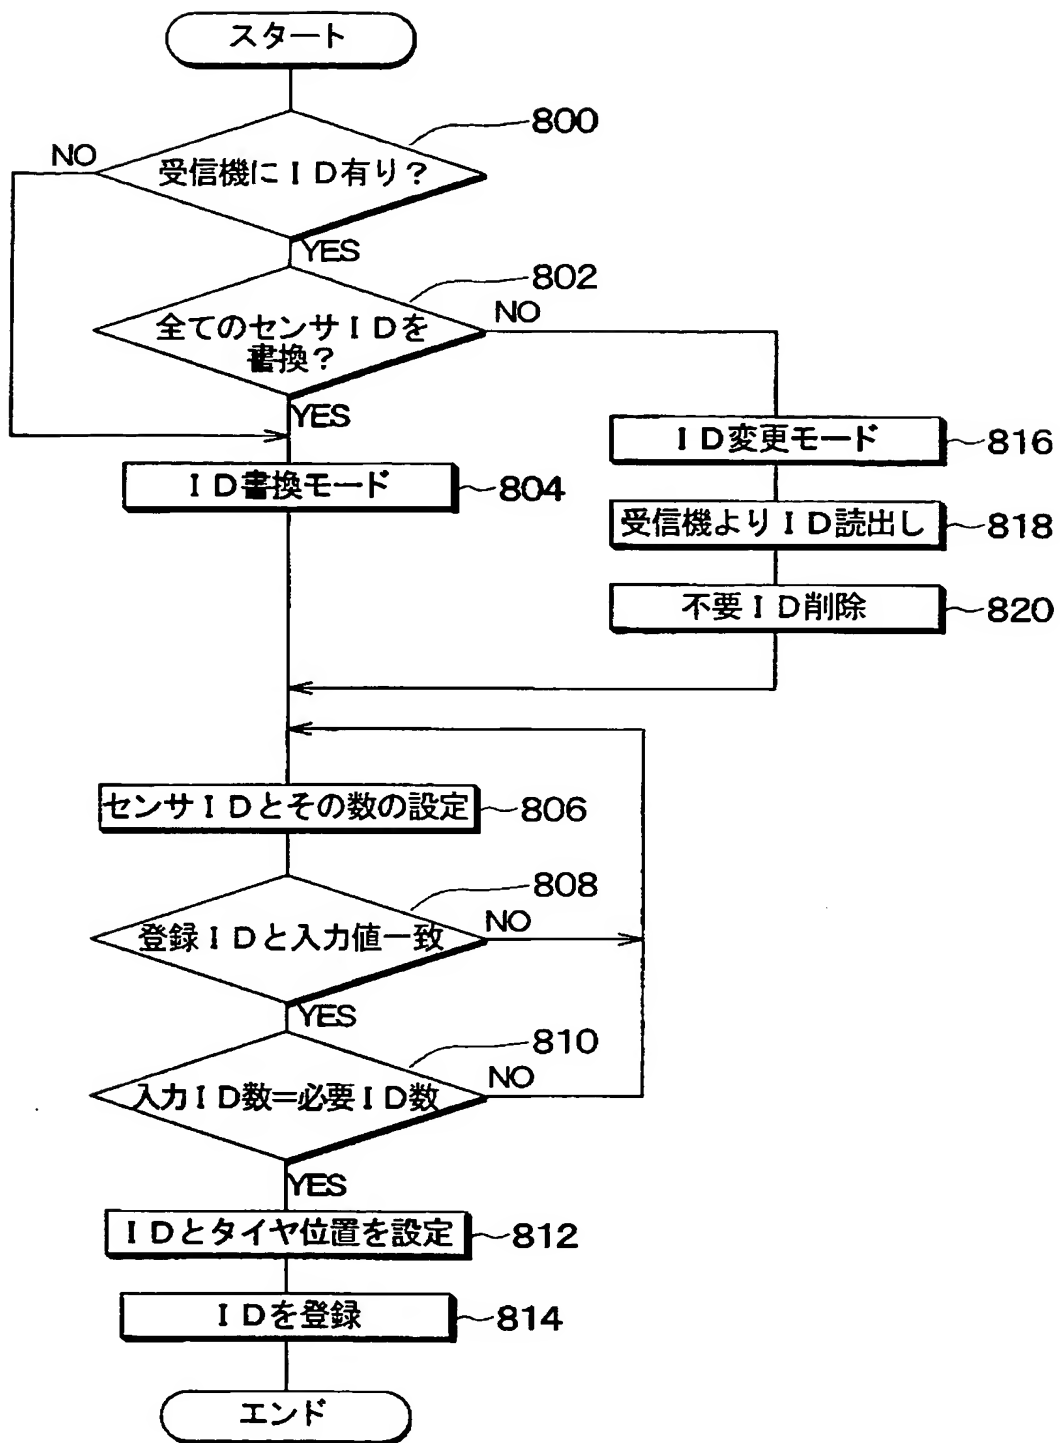 スタート
800
NO
受信機にＩＤ有り？
YES
802
NO
全てのセンサＩＤを
書換？
YES
ＩＤ変更モード
816
ＩＤ書換モード
804
受信機よりＩＤ読出し
818
不要ＩＤ削除
820
センサＩＤとその数の設定
806
808
NO
登録ＩＤと入力値一致
YES
810
NO
入力ＩＤ数＝必要ＩＤ数
YES
ＩＤとタイヤ位置を設定
812
ＩＤを登録
814
エンド